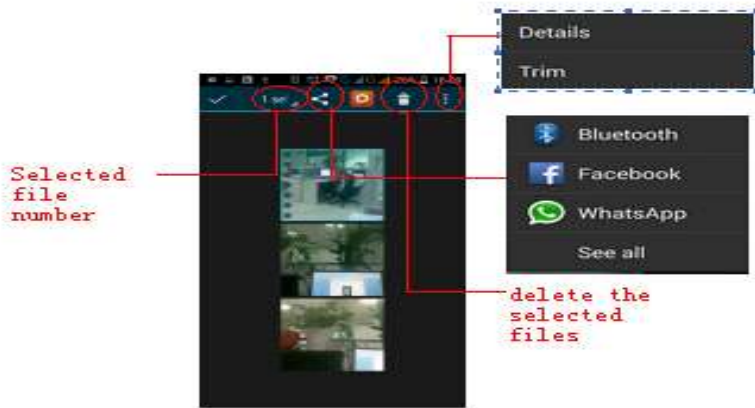 Details
Trim
Bluetooth
Facebook
WhatsApp
See all
Selected
file
number
delete the
selected
files